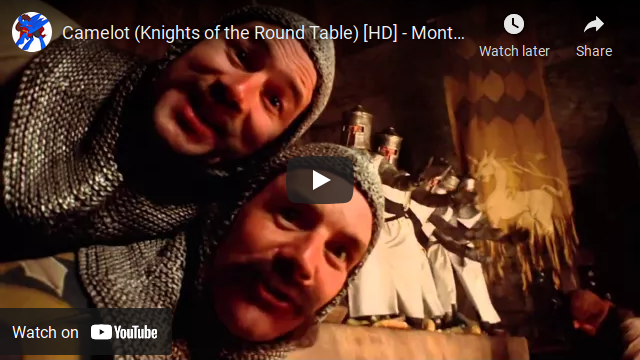 Camelot (Knights of the Round Table) [HD] - Mont...
Watch later
Share
Watch on YouTube